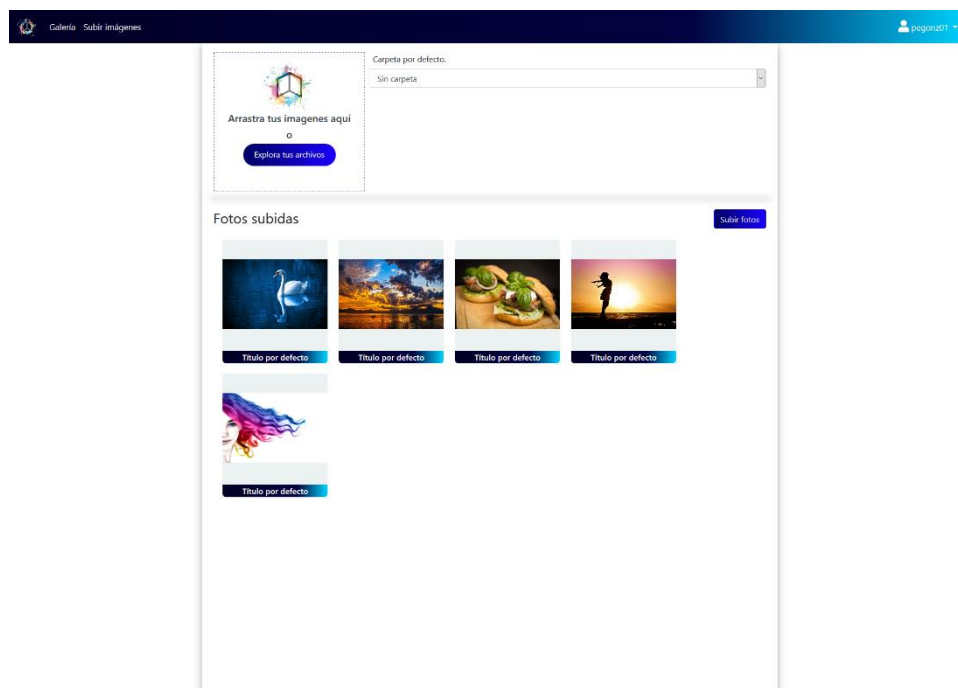 Galería Subir imágenes pegonz01
Carpeta por defecto.
Sin carpeta
Arrastra tus imagenes aquí
o
Explora tus archivos
Fotos subidas Subir fotos
Título por defecto Título por defecto Título por defecto Título por defecto
Título por defecto